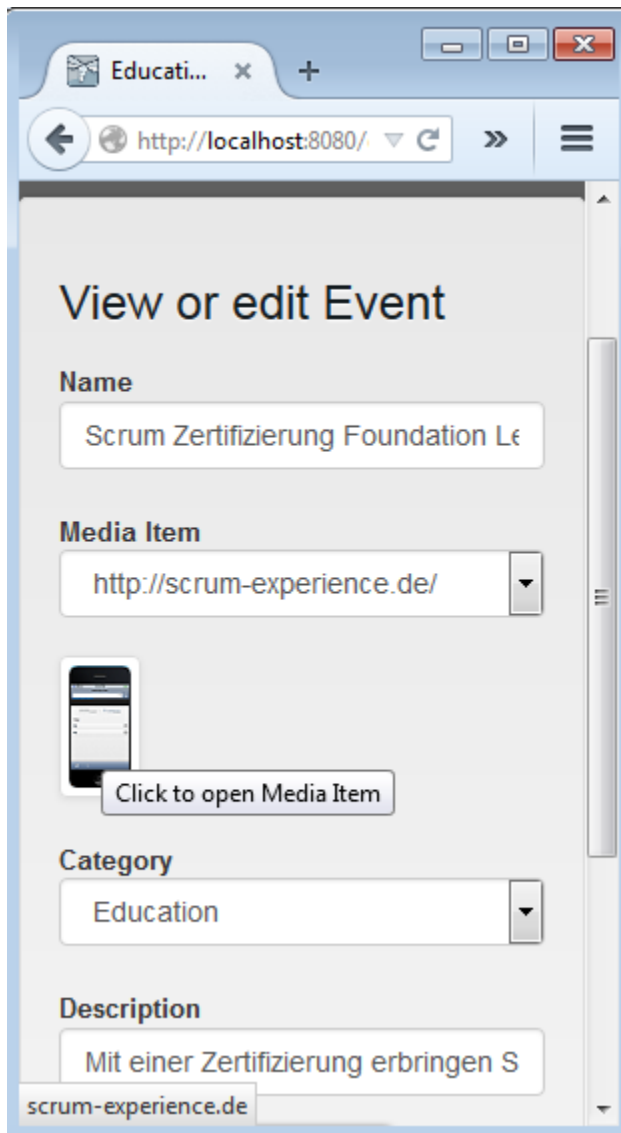 Educati...
http://localhost:8080/
View or edit Event
Name
Scrum Zertifizierung Foundation Le
Media Item
http://scrum-experience.de/
Click to open Media Item
Category
Education
Description
Mit einer Zertifizierung erbringen S
scrum-experience.de